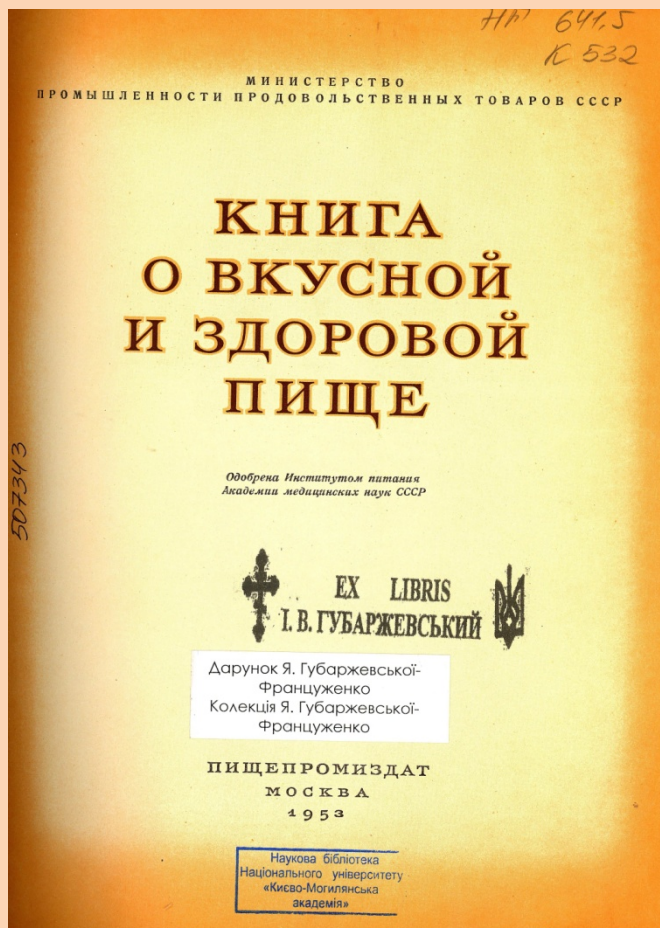 НП 641,5
К 532
МИНИСТЕРСТВО
ПРОМЫШЛЕННОСТИ ПРОДОВОЛЬСТВЕННЫХ ТОВАРОВ СССР
КНИГА
О ВКУСНОЙ
И ЗДОРОВОЙ
ПИЩЕ
507343
Одобрена Институтом питания
Академии медицинских наук СССР
EX LIBRIS
І. В. ГУБАРЖЕВСЬКИЙ
Дарунок Я. Губаржевської-
Француженко
Колекція Я. Губаржевської-
Француженко
ПИЩЕПРОМИЗДАТ
МОСКВА
1953
Наукова бібліотека
Національного університету
«Києво-Могилянська
академія»